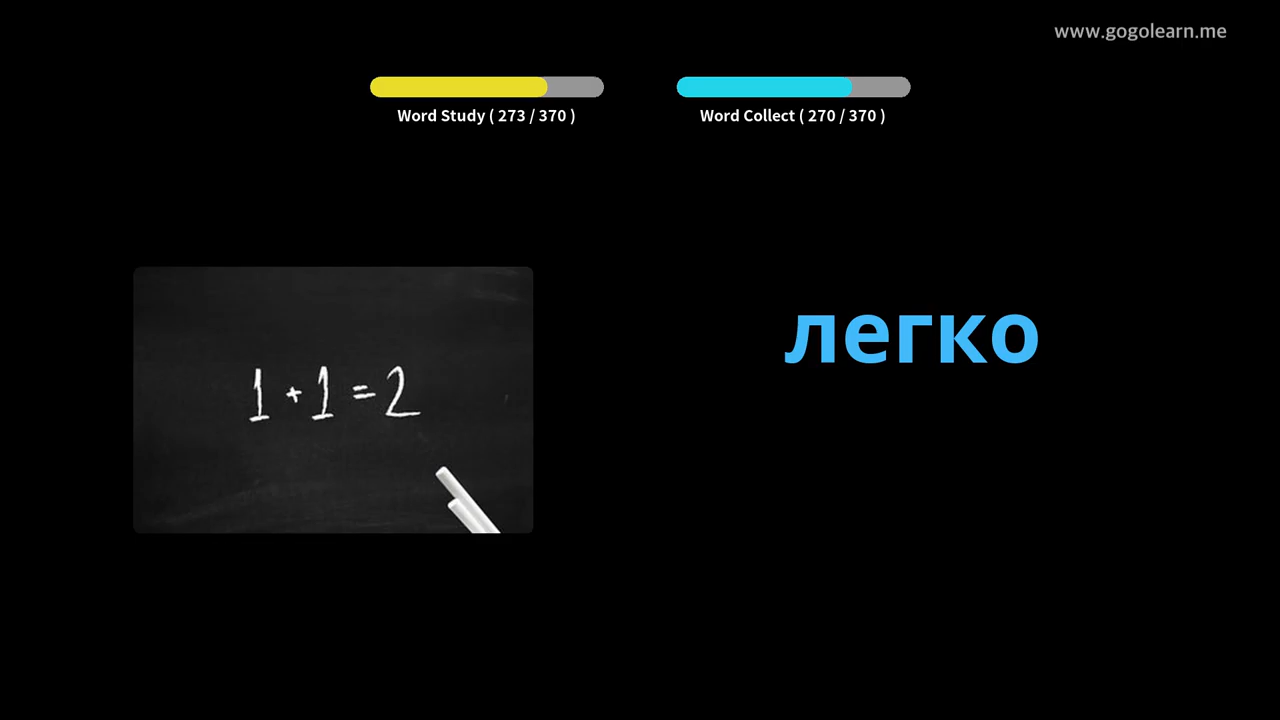 www.gogolearn.me
Word Study ( 273 / 370 )
Word Collect ( 270 / 370 )
легко
1 + 1 = 2